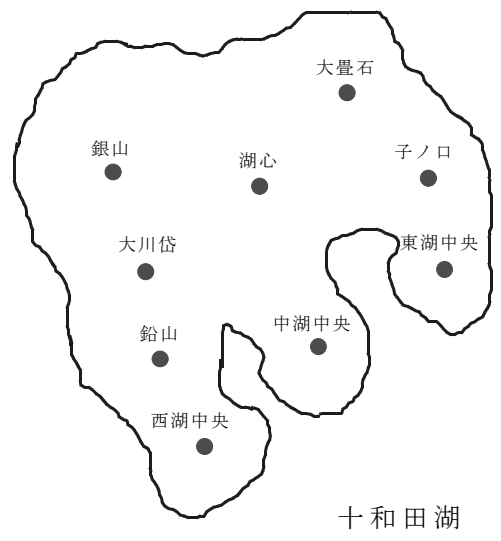 大畳石
銀山
湖心
子ノ口
大川岱
東湖中央
鉛山
中湖中央
西湖中央
十和田湖